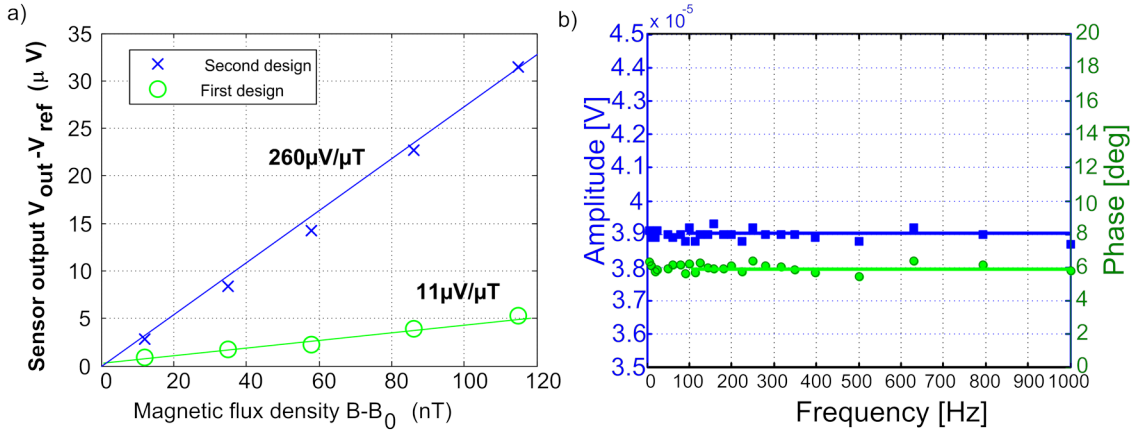 a)
Sensor output V_out -V_ref (μ V)
35
30
25
20
15
10
5
0
Second design
First design
260μV/μT
11μV/μT
0 20 40 60 80 100 120
Magnetic flux density B-B_0 (nT)
b)
x 10^-5
Amplitude [V]
4.5
4.4
4.3
4.2
4.1
4
3.9
3.8
3.7
3.6
3.5
20
18
16
14
12
10
8
6
4
2
0
Phase [deg]
0 100 200 300 400 500 600 700 800 900 1000
Frequency [Hz]